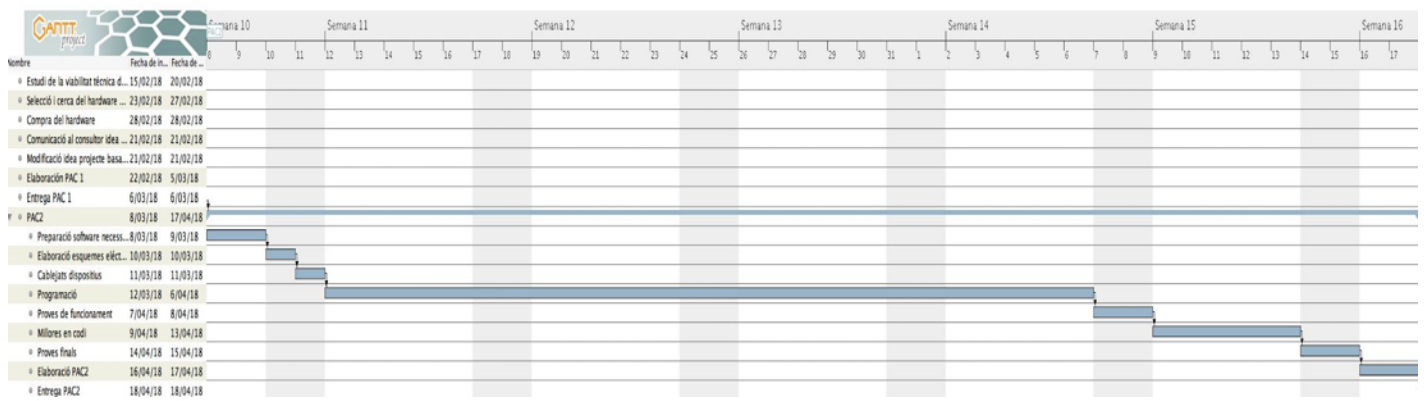 GANTT
project
Semana 10 Semana 11 Semana 12 Semana 13 Semana 14 Semana 15 Semana 16
8 9 10 11 12 13 14 15 16 17 18 19 20 21 22 23 24 25 26 27 28 29 30 31 1 2 3 4 5 6 7 8 9 10 11 12 13 14 15 16 17
Nombre Fecha de in... Fecha de ...
Estudi de la viabilitat técnica d... 15/02/18 20/02/18
Selecció i cerca del hardware ... 23/02/18 27/02/18
Compra del hardware 28/02/18 28/02/18
Comunicació al consultor idea ... 21/02/18 21/02/18
Modificació idea projecte basa... 21/02/18 21/02/18
Elaboración PAC 1 22/02/18 5/03/18
Entrega PAC 1 6/03/18 6/03/18
PAC2 8/03/18 17/04/18
Preparació software necess... 8/03/18 9/03/18
Elaboració esquemes eléct... 10/03/18 10/03/18
Cablejats dispositius 11/03/18 11/03/18
Programació 12/03/18 6/04/18
Proves de funcionament 7/04/18 8/04/18
Millores en codi 9/04/18 13/04/18
Proves finals 14/04/18 15/04/18
Elaboració PAC2 16/04/18 17/04/18
Entrega PAC2 18/04/18 18/04/18